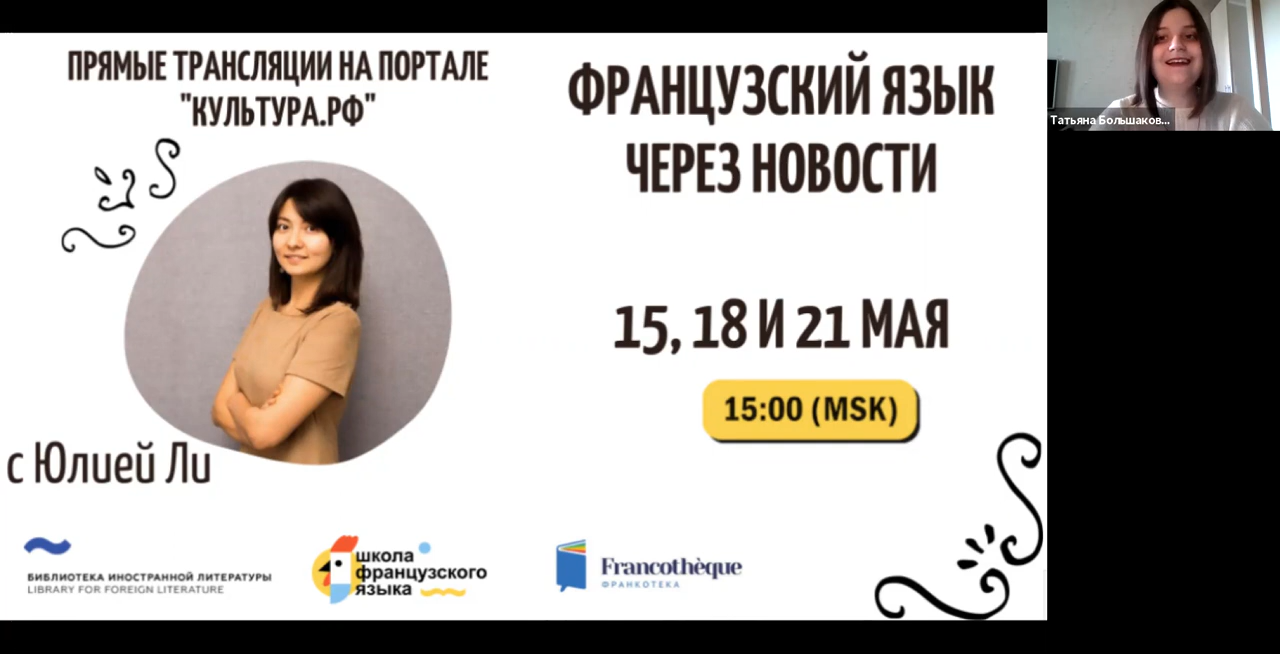 ПРЯМЫЕ ТРАНСЛЯЦИИ НА ПОРТАЛЕ
"КУЛЬТУРА.РФ"
с Юлией Ли
ФРАНЦУЗСКИЙ ЯЗЫК
ЧЕРЕЗ НОВОСТИ
15, 18 И 21 МАЯ
15:00 (MSK)
БИБЛИОТЕКА ИНОСТРАННОЙ ЛИТЕРАТУРЫ
LIBRARY FOR FOREIGN LITERATURE
школа
французского
языка
Francothèque
ФРАНКОТЕКА
Татьяна Большаков...